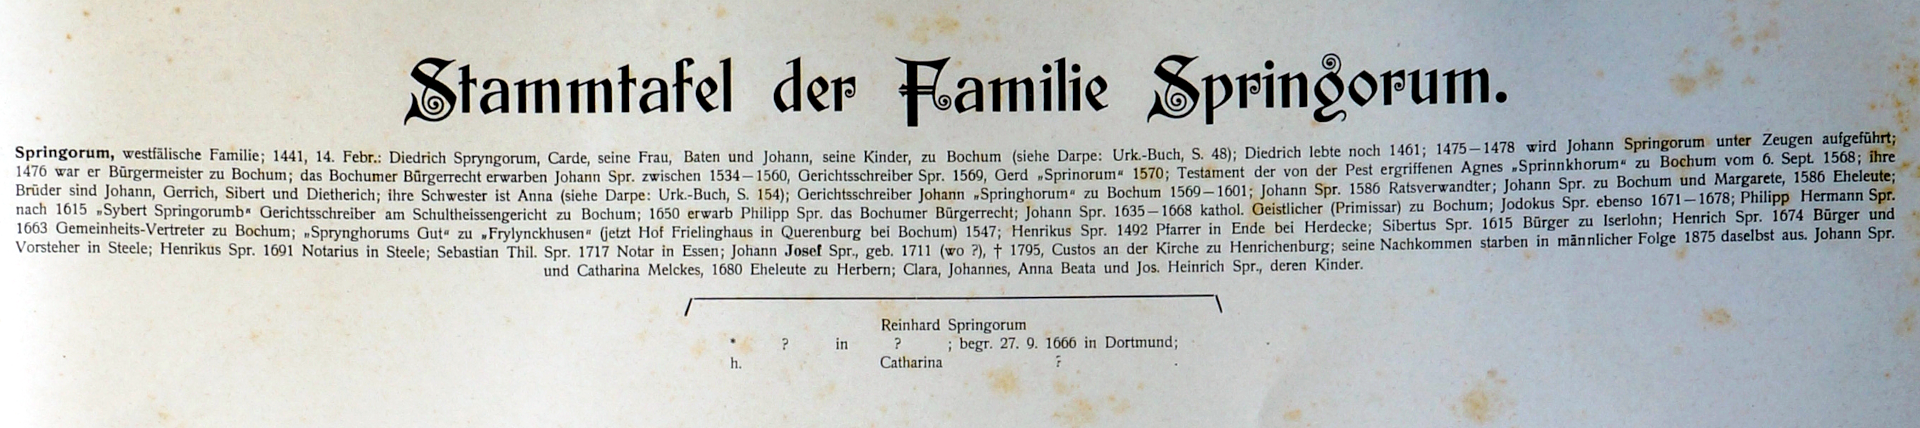 Stammtafel der Familie Springorum.
Springorum, westfälische Familie; 1441, 14. Febr.: Diedrich Spryngorum, Carde, seine Frau, Baten und Johann, seine Kinder, zu Bochum (siehe Darpe: Urk.-Buch, S. 48); Diedrich lebte noch 1461; 1475—1478 wird Johann Springorum unter Zeugen aufgeführt;
1476 war er Bürgermeister zu Bochum; das Bochumer Bürgerrecht erwarben Johann Spr. zwischen 1534—1560, Gerichtsschreiber Spr. 1569, Gerd „Sprinorum“ 1570; Testament der von der Pest ergriffenen Agnes „Sprinnkhorum“ zu Bochum vom 6. Sept. 1568; ihre
Brüder sind Johann, Gerrich, Sibert und Dietherich; ihre Schwester ist Anna (siehe Darpe: Urk.-Buch, S. 154); Gerichtsschreiber Johann „Springhorum“ zu Bochum 1569—1601; Johann Spr. 1586 Ratsverwandter; Johann Spr. zu Bochum und Margarete, 1586 Eheleute;
nach 1615 „Sybert Springorumb“ Gerichtsschreiber am Schultheissengericht zu Bochum; 1650 erwarb Philipp Spr. das Bochumer Bürgerrecht; Johann Spr. 1635—1668 kathol. Geistlicher (Primissar) zu Bochum; Jodokus Spr. ebenso 1671—1678; Philipp Hermann Spr.
1663 Gemeinheits-Vertreter zu Bochum; „Sprynghorums Gut“ zu „Frylynckhusen“ (jetzt Hof Frielinghaus in Querenburg bei Bochum) 1547; Henrikus Spr. 1492 Pfarrer in Ende bei Herdecke; Sibertus Spr. 1615 Bürger zu Iserlohn; Henrich Spr. 1674 Bürger und
Vorsteher in Steele; Henrikus Spr. 1691 Notarius in Steele; Sebastian Thil. Spr. 1717 Notar in Essen; Johann Josef Spr., geb. 1711 (wo ?), † 1795, Custos an der Kirche zu Henrichenburg; seine Nachkommen starben in männlicher Folge 1875 daselbst aus. Johann Spr.
und Catharina Melckes, 1680 Eheleute zu Herbern; Clara, Johannes, Anna Beata und Jos. Heinrich Spr., deren Kinder.
Reinhard Springorum
* ? in ? ; begr. 27. 9. 1666 in Dortmund;
h. Catharina ? .